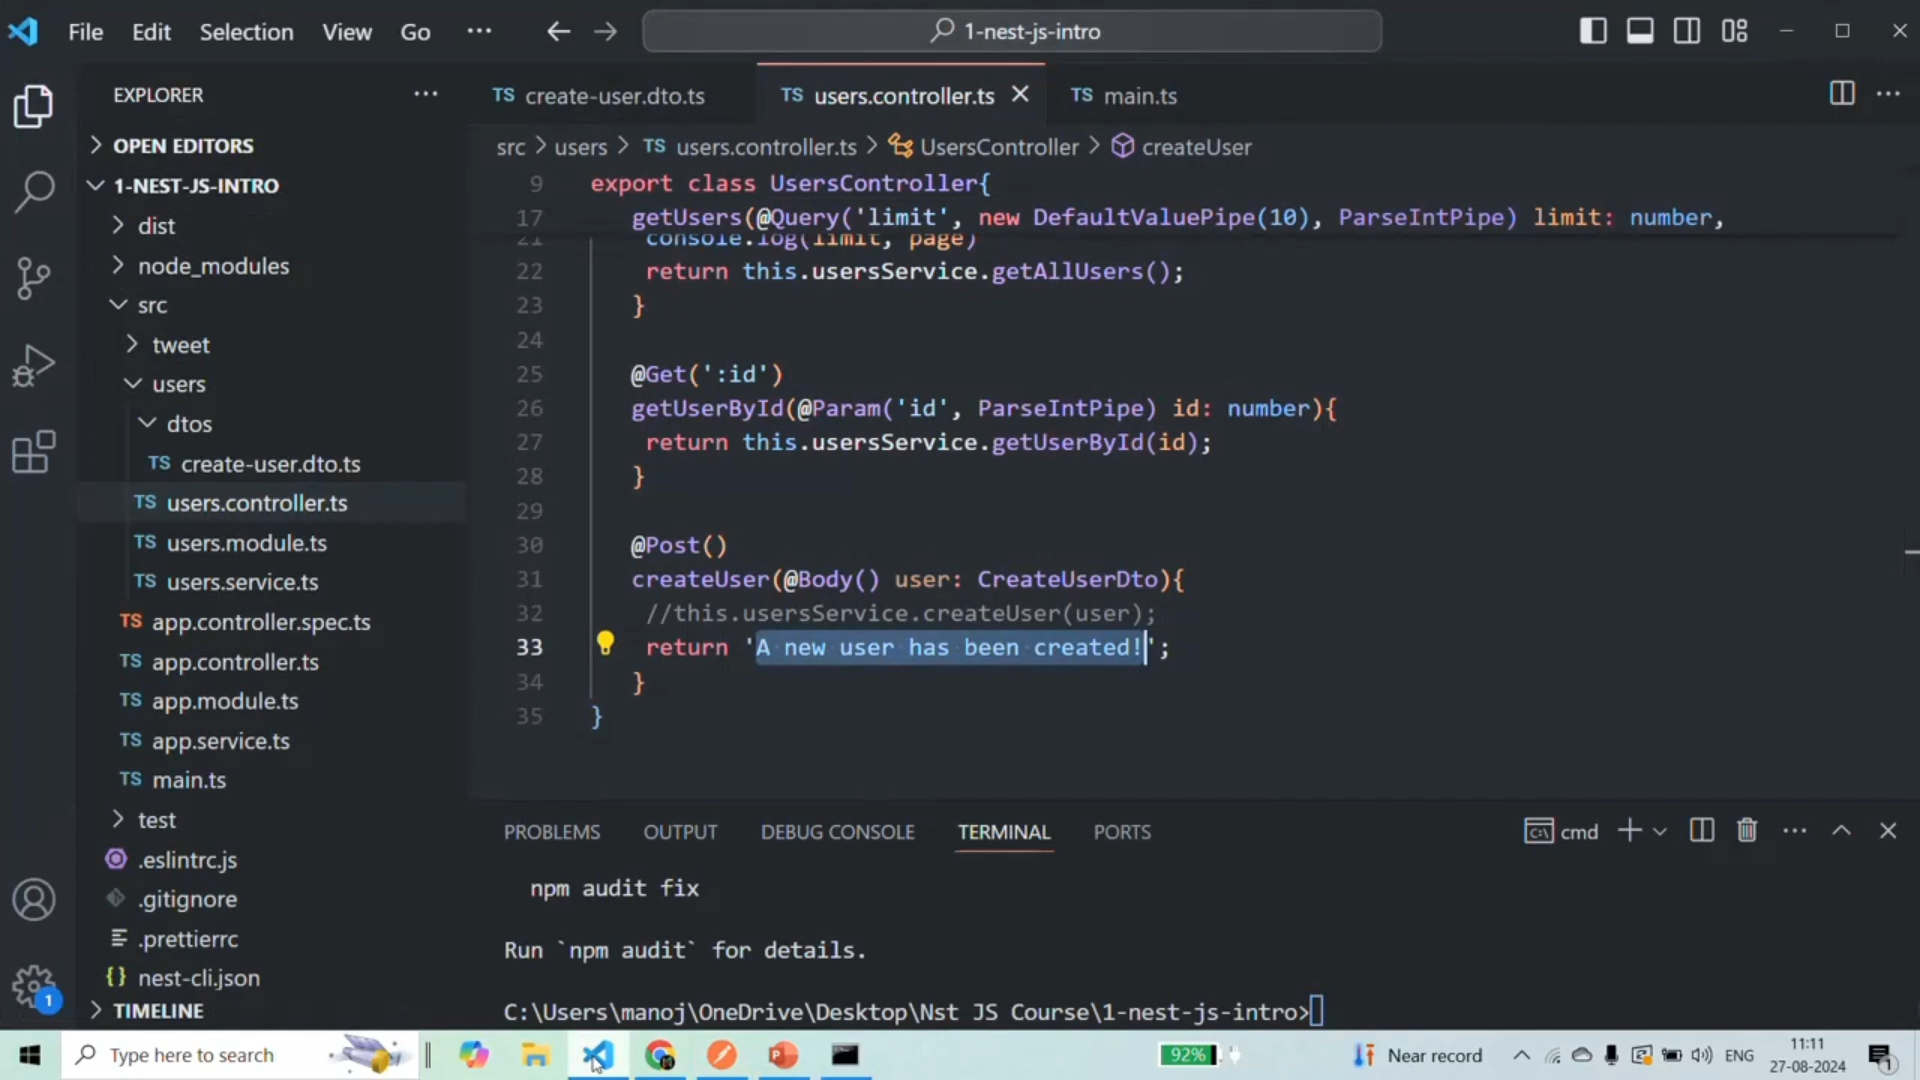 File Edit Selection View Go ··· 1-nest-js-intro
EXPLORER ···
OPEN EDITORS
1-NEST-JS-INTRO
dist
node_modules
src
tweet
users
dtos
TS create-user.dto.ts
TS users.controller.ts
TS users.module.ts
TS users.service.ts
TS app.controller.spec.ts
TS app.controller.ts
TS app.module.ts
TS app.service.ts
TS main.ts
test
.eslintrc.js
.gitignore
.prettierrc
{} nest-cli.json
TIMELINE
1
TS create-user.dto.ts TS users.controller.ts TS main.ts
src > users > TS users.controller.ts > UsersController > createUser
9 export class UsersController{
17 getUsers(@Query('limit', new DefaultValuePipe(10), ParseIntPipe) limit: number,
21 console.log(limit, page)
22 return this.usersService.getAllUsers();
23 }
24
25 @Get(':id')
26 getUserById(@Param('id', ParseIntPipe) id: number){
27 return this.usersService.getUserById(id);
28 }
29
30 @Post()
31 createUser(@Body() user: CreateUserDto){
32 //this.usersService.createUser(user);
33 return 'A new user has been created!';
34 }
35 }
PROBLEMS OUTPUT DEBUG CONSOLE TERMINAL PORTS cmd
npm audit fix
Run `npm audit` for details.
C:\Users\manoj\OneDrive\Desktop\Nst JS Course\1-nest-js-intro>
Type here to search 92% Near record ENG 11:11
27-08-2024 1